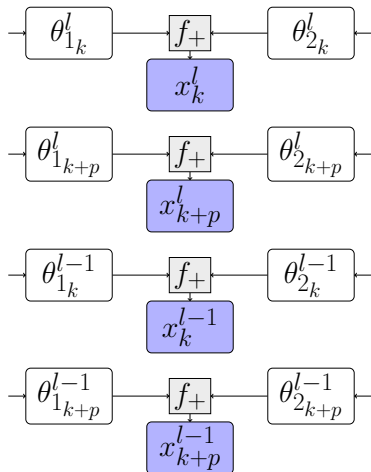 θ^l_{1_k} f_+ θ^l_{2_k}
x^l_k
θ^l_{1_{k+p}} f_+ θ^l_{2_{k+p}}
x^l_{k+p}
θ^{l-1}_{1_k} f_+ θ^{l-1}_{2_k}
x^{l-1}_k
θ^{l-1}_{1_{k+p}} f_+ θ^{l-1}_{2_{k+p}}
x^{l-1}_{k+p}